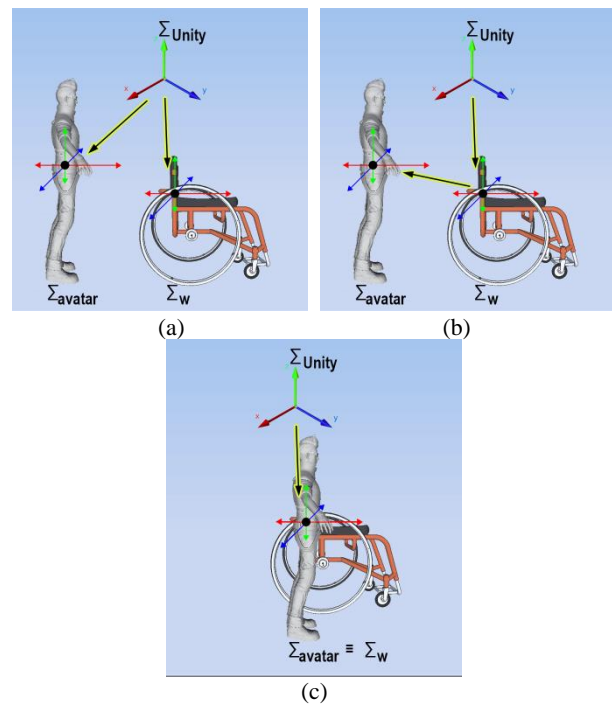 Σ Unity
x y
Σ avatar Σ w
(a)
Σ Unity
x y
Σ avatar Σ w
(b)
Σ Unity
x y
Σ avatar ≡ Σ w
(c)